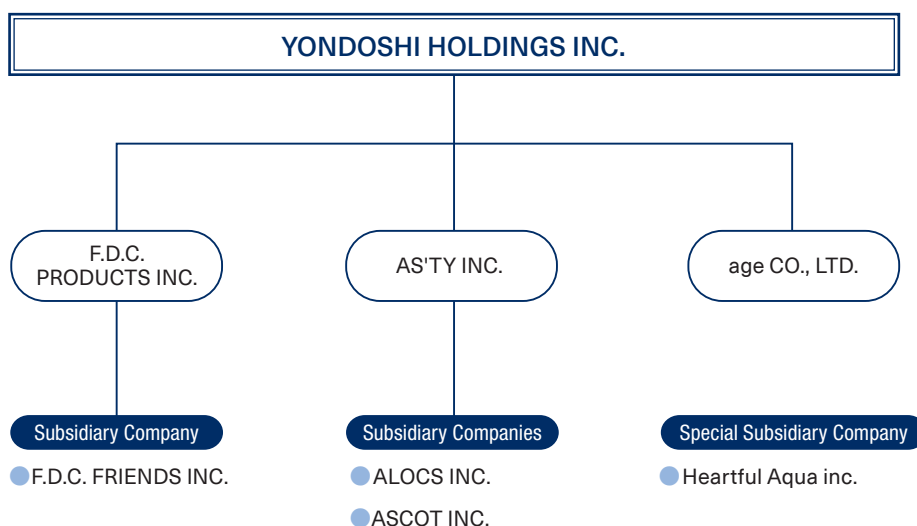 YONDOSHI HOLDINGS INC.
F.D.C.
PRODUCTS INC.
AS'TY INC.
age CO., LTD.
Subsidiary Company
F.D.C. FRIENDS INC.
Subsidiary Companies
ALOCS INC.
ASCOT INC.
Special Subsidiary Company
Heartful Aqua inc.